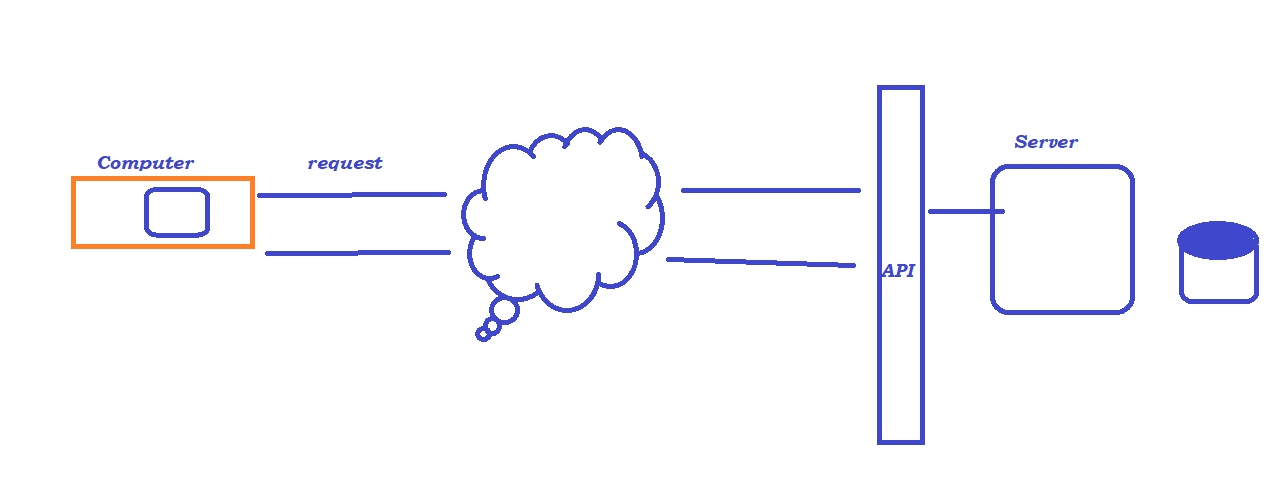 Computer
request
API
Server